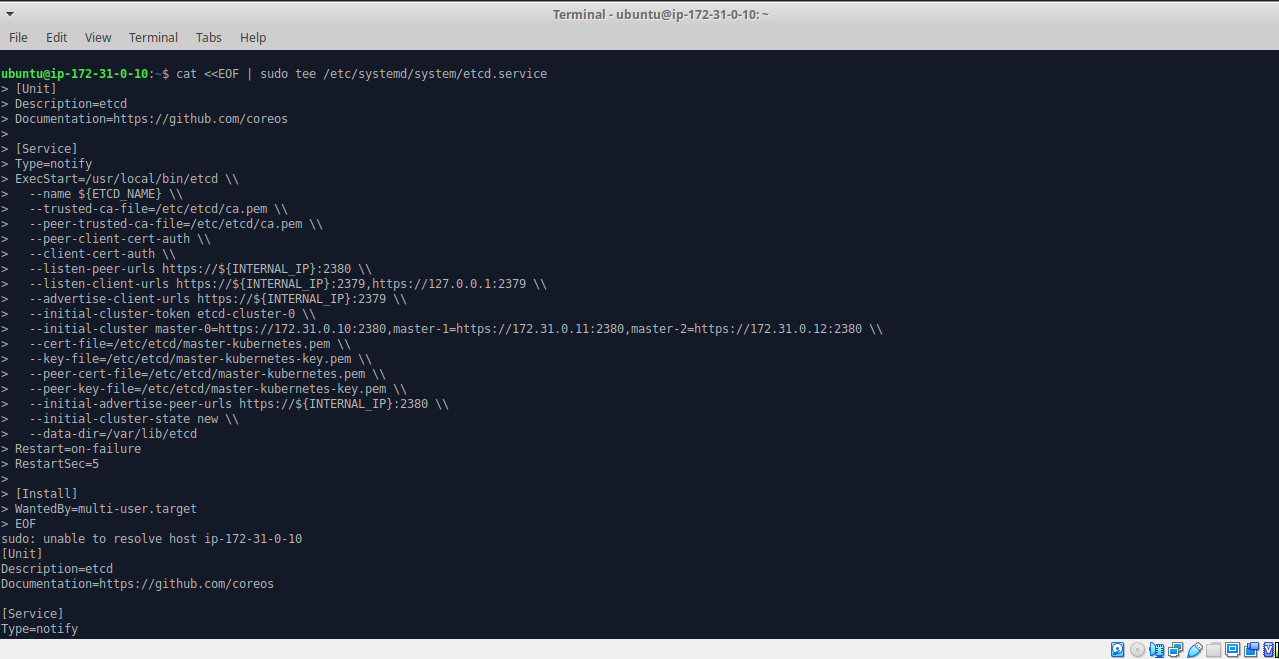 Terminal - ubuntu@ip-172-31-0-10: ~
File Edit View Terminal Tabs Help
ubuntu@ip-172-31-0-10:~$ cat <<EOF | sudo tee /etc/systemd/system/etcd.service
> [Unit]
> Description=etcd
> Documentation=https://github.com/coreos
>
> [Service]
> Type=notify
> ExecStart=/usr/local/bin/etcd \\
>   --name ${ETCD_NAME} \\
>   --trusted-ca-file=/etc/etcd/ca.pem \\
>   --peer-trusted-ca-file=/etc/etcd/ca.pem \\
>   --peer-client-cert-auth \\
>   --client-cert-auth \\
>   --listen-peer-urls https://${INTERNAL_IP}:2380 \\
>   --listen-client-urls https://${INTERNAL_IP}:2379,https://127.0.0.1:2379 \\
>   --advertise-client-urls https://${INTERNAL_IP}:2379 \\
>   --initial-cluster-token etcd-cluster-0 \\
>   --initial-cluster master-0=https://172.31.0.10:2380,master-1=https://172.31.0.11:2380,master-2=https://172.31.0.12:2380 \\
>   --cert-file=/etc/etcd/master-kubernetes.pem \\
>   --key-file=/etc/etcd/master-kubernetes-key.pem \\
>   --peer-cert-file=/etc/etcd/master-kubernetes.pem \\
>   --peer-key-file=/etc/etcd/master-kubernetes-key.pem \\
>   --initial-advertise-peer-urls https://${INTERNAL_IP}:2380 \\
>   --initial-cluster-state new \\
>   --data-dir=/var/lib/etcd
> Restart=on-failure
> RestartSec=5
>
> [Install]
> WantedBy=multi-user.target
> EOF
sudo: unable to resolve host ip-172-31-0-10
[Unit]
Description=etcd
Documentation=https://github.com/coreos
[Service]
Type=notify